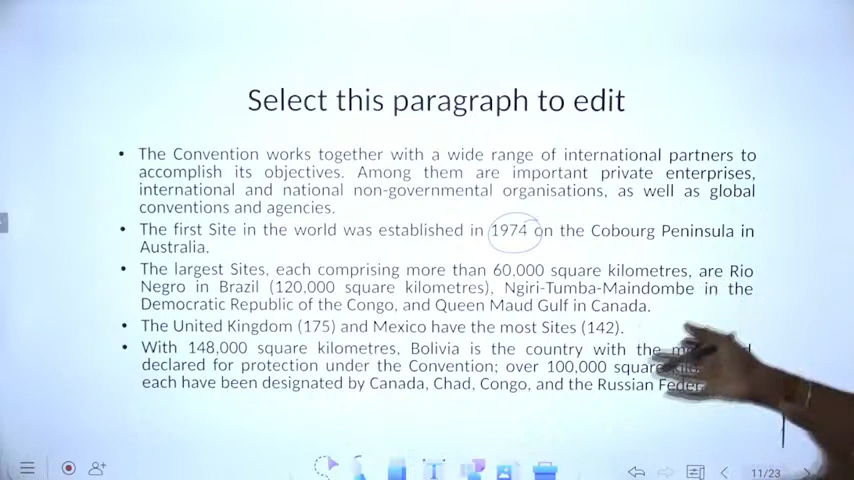 Select this paragraph to edit
• The Convention works together with a wide range of international partners to
accomplish its objectives. Among them are important private enterprises,
international and national non-governmental organisations, as well as global
conventions and agencies.
• The first Site in the world was established in 1974 on the Cobourg Peninsula in
Australia.
• The largest Sites, each comprising more than 60,000 square kilometres, are Rio
Negro in Brazil (120,000 square kilometres), Ngiri-Tumba-Maindombe in the
Democratic Republic of the Congo, and Queen Maud Gulf in Canada.
• The United Kingdom (175) and Mexico have the most Sites (142).
• With 148,000 square kilometres, Bolivia is the country with the
declared for protection under the Convention; over 100,000 square
each have been designated by Canada, Chad, Congo, and the Russian
T
11/23